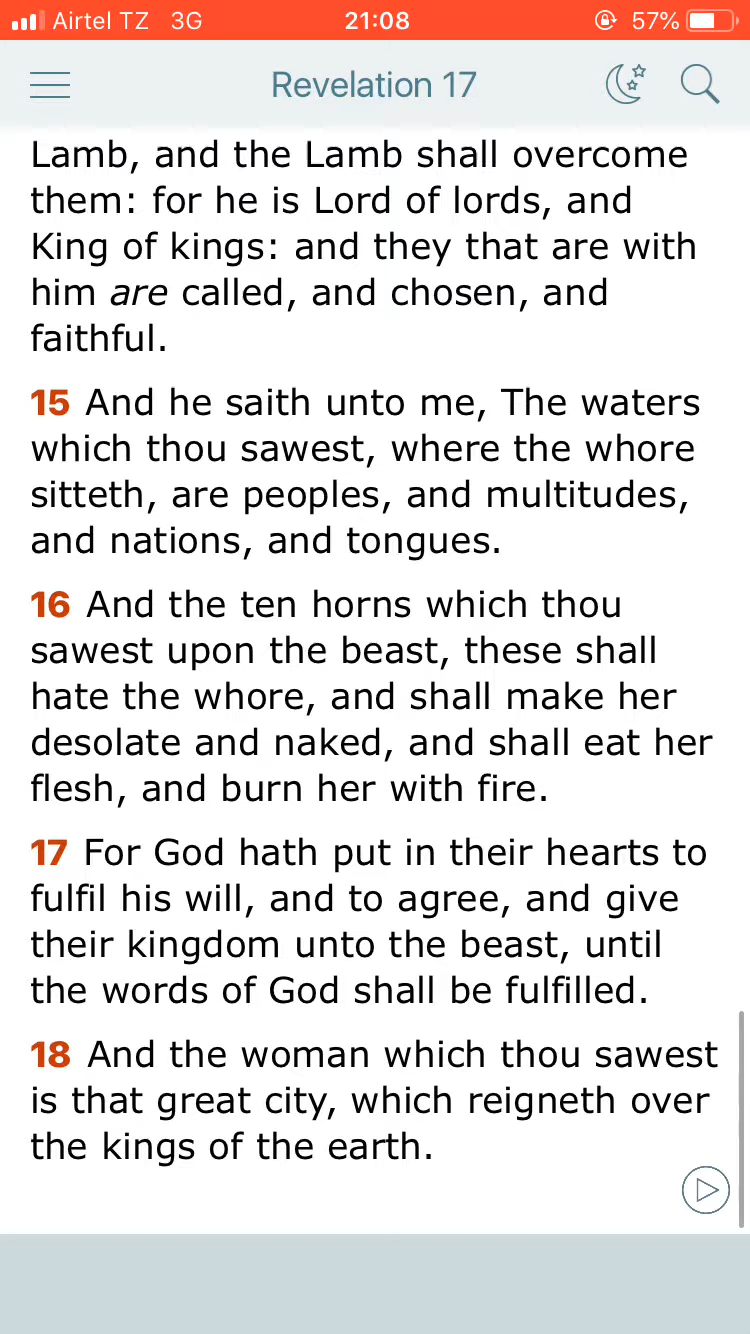 Airtel TZ 3G 21:08 57%
Revelation 17
Lamb, and the Lamb shall overcome
them: for he is Lord of lords, and
King of kings: and they that are with
him are called, and chosen, and
faithful.
15 And he saith unto me, The waters
which thou sawest, where the whore
sitteth, are peoples, and multitudes,
and nations, and tongues.
16 And the ten horns which thou
sawest upon the beast, these shall
hate the whore, and shall make her
desolate and naked, and shall eat her
flesh, and burn her with fire.
17 For God hath put in their hearts to
fulfil his will, and to agree, and give
their kingdom unto the beast, until
the words of God shall be fulfilled.
18 And the woman which thou sawest
is that great city, which reigneth over
the kings of the earth.